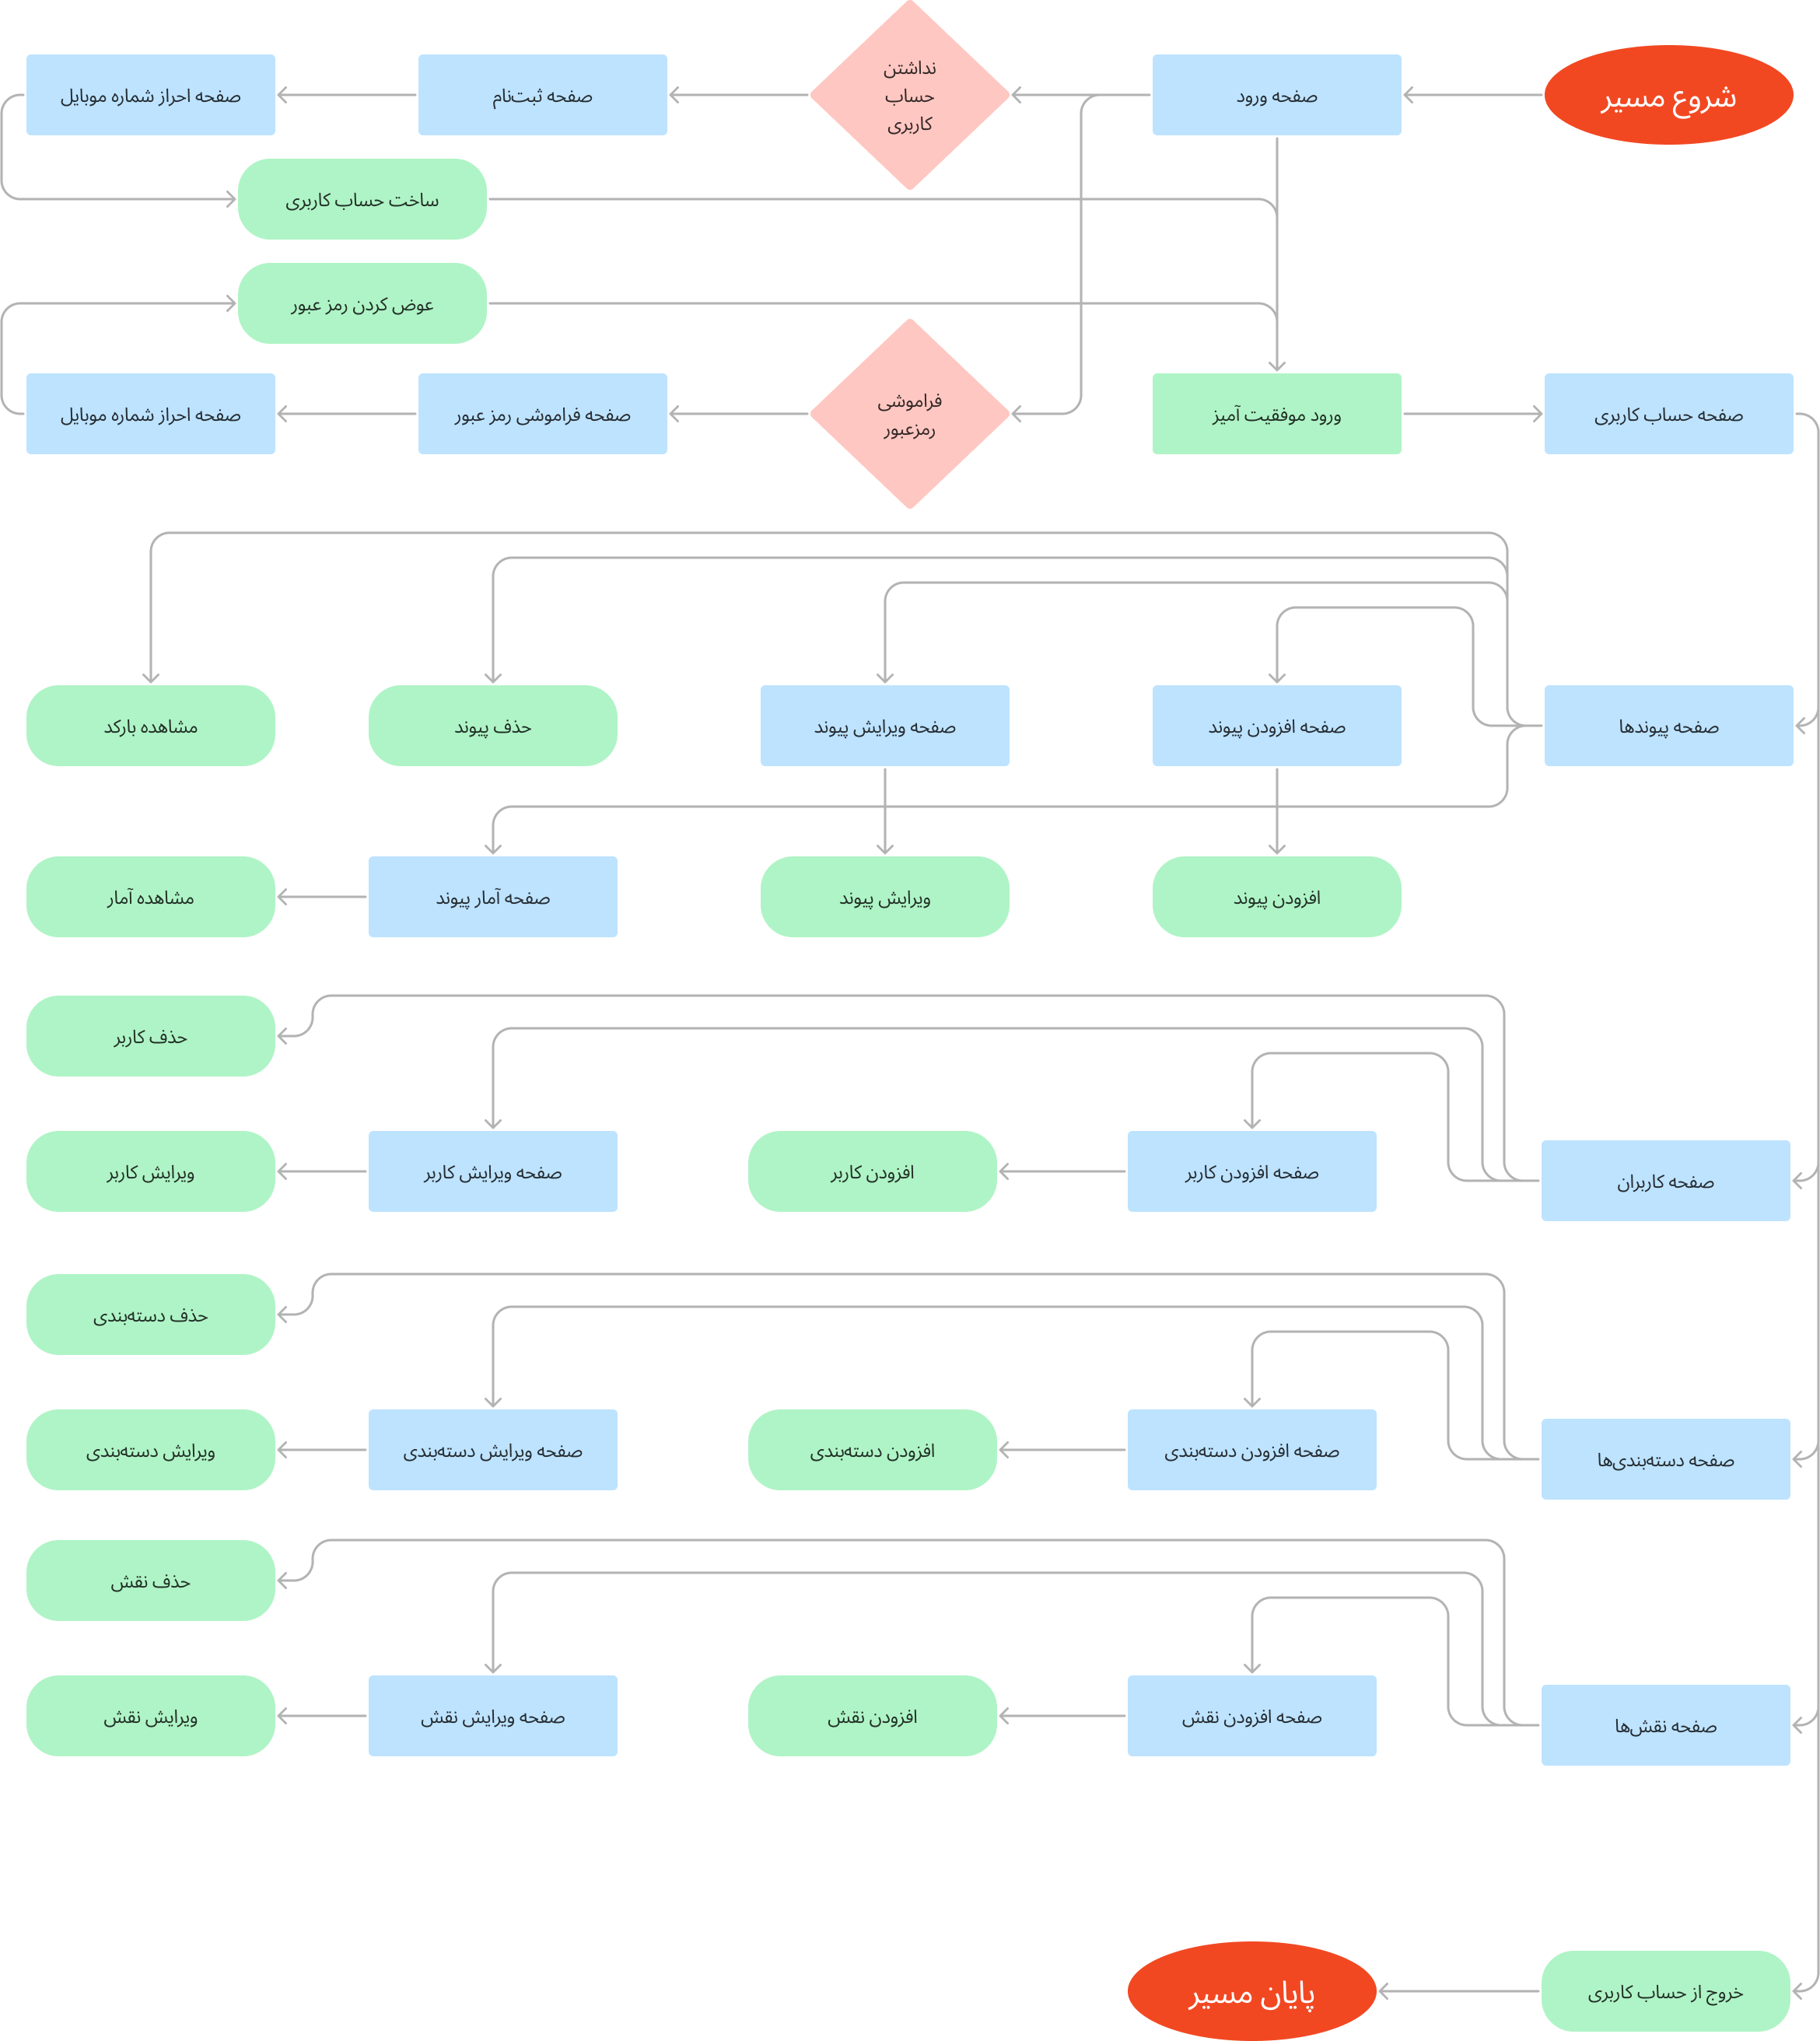 شروع مسیر
صفحه ورود
نداشتن
حساب
کاربری
صفحه ثبت‌نام
صفحه احراز شماره موبایل
ساخت حساب کاربری
عوض کردن رمز عبور
صفحه حساب کاربری
ورود موفقیت آمیز
فراموشی
رمزعبور
صفحه فراموشی رمز عبور
صفحه احراز شماره موبایل
صفحه پیوندها
صفحه افزودن پیوند
صفحه ویرایش پیوند
حذف پیوند
مشاهده بارکد
افزودن پیوند
ویرایش پیوند
صفحه آمار پیوند
مشاهده آمار
حذف کاربر
صفحه کاربران
صفحه افزودن کاربر
افزودن کاربر
صفحه ویرایش کاربر
ویرایش کاربر
حذف دسته‌بندی
صفحه دسته‌بندی‌ها
صفحه افزودن دسته‌بندی
افزودن دسته‌بندی
صفحه ویرایش دسته‌بندی
ویرایش دسته‌بندی
حذف نقش
صفحه نقش‌ها
صفحه افزودن نقش
افزودن نقش
صفحه ویرایش نقش
ویرایش نقش
خروج از حساب کاربری
پایان مسیر